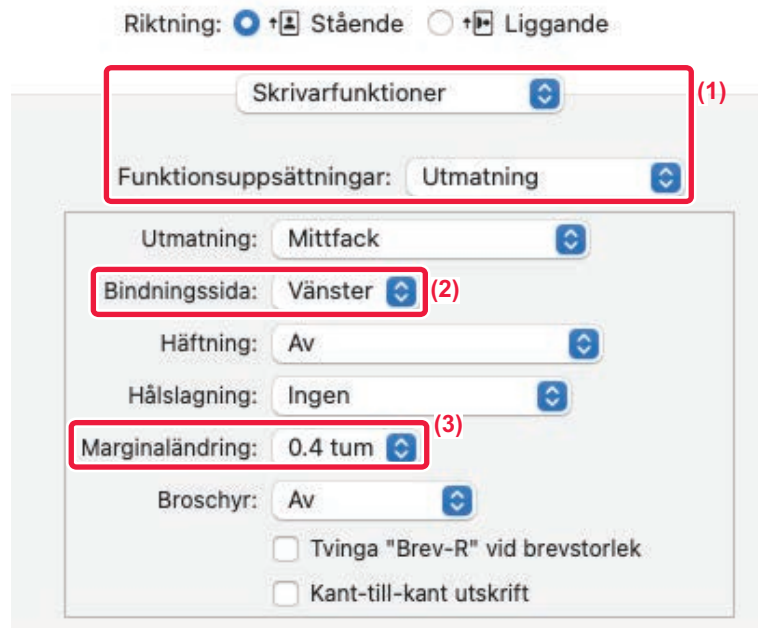 Riktning: Stående Liggande
Skrivarfunktioner (1)
Funktionsuppsättningar: Utmatning
Utmatning: Mittfack
Bindningssida: Vänster (2)
Häftning: Av
Hålslagning: Ingen
(3)
Marginaländring: 0.4 tum
Broschyr: Av
Tvinga "Brev-R" vid brevstorlek
Kant-till-kant utskrift